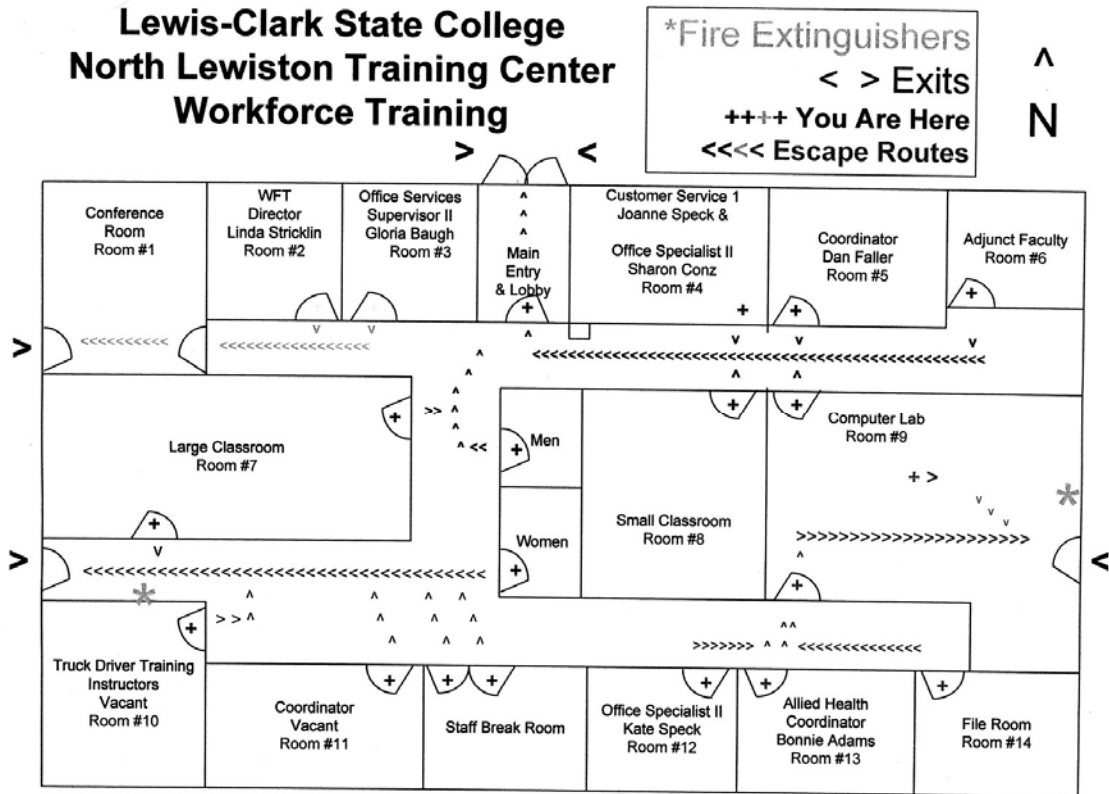 Lewis-Clark State College
North Lewiston Training Center
Workforce Training
*Fire Extinguishers
< > Exits
++++ You Are Here
<<<< Escape Routes
^
N
> <
Conference
Room
Room #1
WFT
Director
Linda Stricklin
Room #2
Office Services
Supervisor II
Gloria Baugh
Room #3
Main
Entry
& Lobby
Customer Service 1
Joanne Speck &
Office Specialist II
Sharon Conz
Room #4
Coordinator
Dan Faller
Room #5
Adjunct Faculty
Room #6
Large Classroom
Room #7
Men
Women
Small Classroom
Room #8
Computer Lab
Room #9
Truck Driver Training
Instructors
Vacant
Room #10
Coordinator
Vacant
Room #11
Staff Break Room
Office Specialist II
Kate Speck
Room #12
Allied Health
Coordinator
Bonnie Adams
Room #13
File Room
Room #14